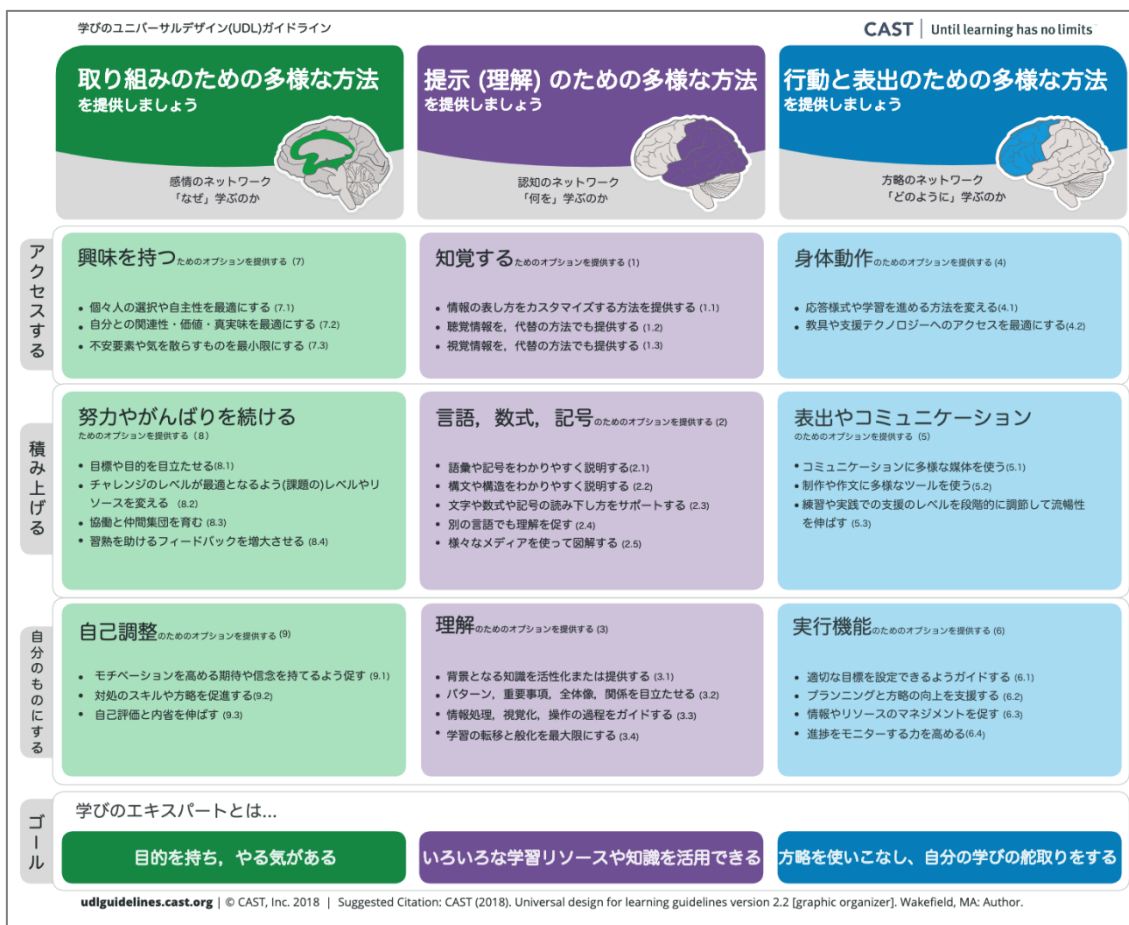 学びのユニバーサルデザイン(UDL)ガイドライン
CAST | Until learning has no limits
取り組みのための多様な方法
を提供しましょう
感情のネットワーク
「なぜ」学ぶのか
提示 (理解) のための多様な方法
を提供しましょう
認知のネットワーク
「何を」学ぶのか
行動と表出のための多様な方法
を提供しましょう
方略のネットワーク
「どのように」学ぶのか
アクセスする
興味を持つためのオプションを提供する (7)
• 個々人の選択や自主性を最適にする (7.1)
• 自分との関連性・価値・真実味を最適にする (7.2)
• 不安要素や気を散らすものを最小限にする (7.3)
知覚するためのオプションを提供する (1)
• 情報の表し方をカスタマイズする方法を提供する (1.1)
• 聴覚情報を，代替の方法でも提供する (1.2)
• 視覚情報を，代替の方法でも提供する (1.3)
身体動作のためのオプションを提供する (4)
• 応答様式や学習を進める方法を変える(4.1)
• 教具や支援テクノロジーへのアクセスを最適にする(4.2)
積み上げる
努力やがんばりを続ける
ためのオプションを提供する (8)
• 目標や目的を目立たせる(8.1)
• チャレンジのレベルが最適となるよう(課題の)レベルやリ
ソースを変える (8.2)
• 協働と仲間集団を育む (8.3)
• 習熟を助けるフィードバックを増大させる (8.4)
言語，数式，記号のためのオプションを提供する (2)
• 語彙や記号をわかりやすく説明する(2.1)
• 構文や構造をわかりやすく説明する (2.2)
• 文字や数式や記号の読み下し方をサポートする (2.3)
• 別の言語でも理解を促す (2.4)
• 様々なメディアを使って図解する (2.5)
表出やコミュニケーション
のためのオプションを提供する (5)
• コミュニケーションに多様な媒体を使う (5.1)
• 制作や作文に多様なツールを使う (5.2)
• 練習や実践での支援のレベルを段階的に調節して流暢性
を伸ばす (5.3)
自分のものにする
自己調整のためのオプションを提供する (9)
• モチベーションを高める期待や信念を持てるよう促す (9.1)
• 対処のスキルや方略を促進する (9.2)
• 自己評価と内省を伸ばす (9.3)
理解のためのオプションを提供する (3)
• 背景となる知識を活性化または提供する (3.1)
• パターン，重要事項，全体像，関係を目立たせる (3.2)
• 情報処理，視覚化，操作の過程をガイドする (3.3)
• 学習の転移と般化を最大限にする (3.4)
実行機能のためのオプションを提供する (6)
• 適切な目標を設定できるようガイドする (6.1)
• プランニングと方略の向上を支援する (6.2)
• 情報やリソースのマネジメントを促す (6.3)
• 進捗をモニターする力を高める(6.4)
ゴール
学びのエキスパートとは...
目的を持ち，やる気がある
いろいろな学習リソースや知識を活用できる
方略を使いこなし、自分の学びの舵取りをする
udlguidelines.cast.org | © CAST, Inc. 2018 | Suggested Citation: CAST (2018). Universal design for learning guidelines version 2.2 [graphic organizer]. Wakefield, MA: Author.